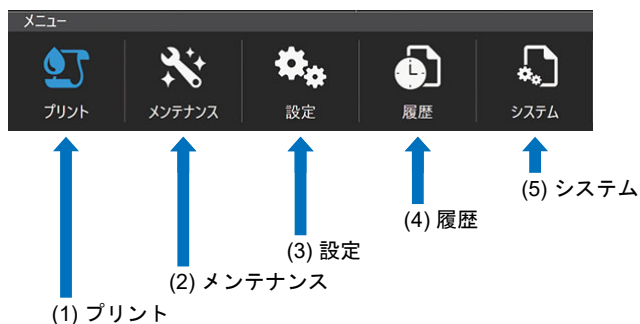 メニュー
プリント メンテナンス 設定 履歴 システム
(5) システム
(4) 履歴
(3) 設定
(2) メンテナンス
(1) プリント